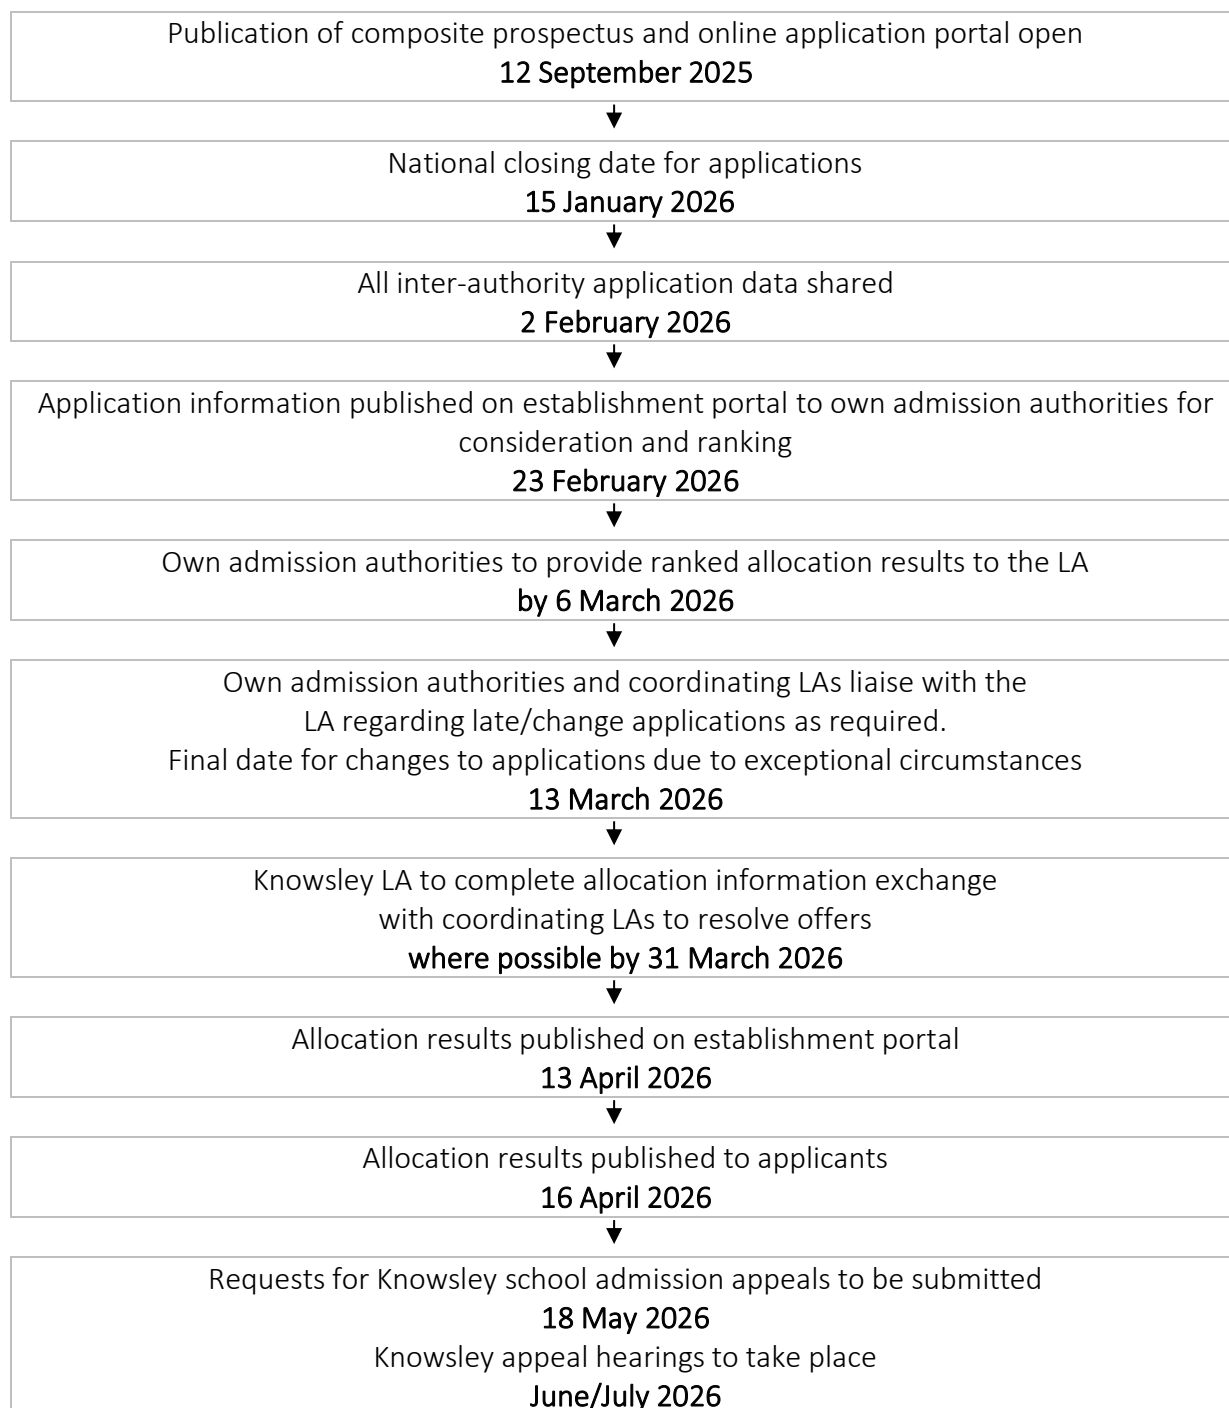 Publication of composite prospectus and online application portal open
12 September 2025
National closing date for applications
15 January 2026
All inter-authority application data shared
2 February 2026
Application information published on establishment portal to own admission authorities for
consideration and ranking
23 February 2026
Own admission authorities to provide ranked allocation results to the LA
by 6 March 2026
Own admission authorities and coordinating LAs liaise with the
LA regarding late/change applications as required.
Final date for changes to applications due to exceptional circumstances
13 March 2026
Knowsley LA to complete allocation information exchange
with coordinating LAs to resolve offers
where possible by 31 March 2026
Allocation results published on establishment portal
13 April 2026
Allocation results published to applicants
16 April 2026
Requests for Knowsley school admission appeals to be submitted
18 May 2026
Knowsley appeal hearings to take place
June/July 2026